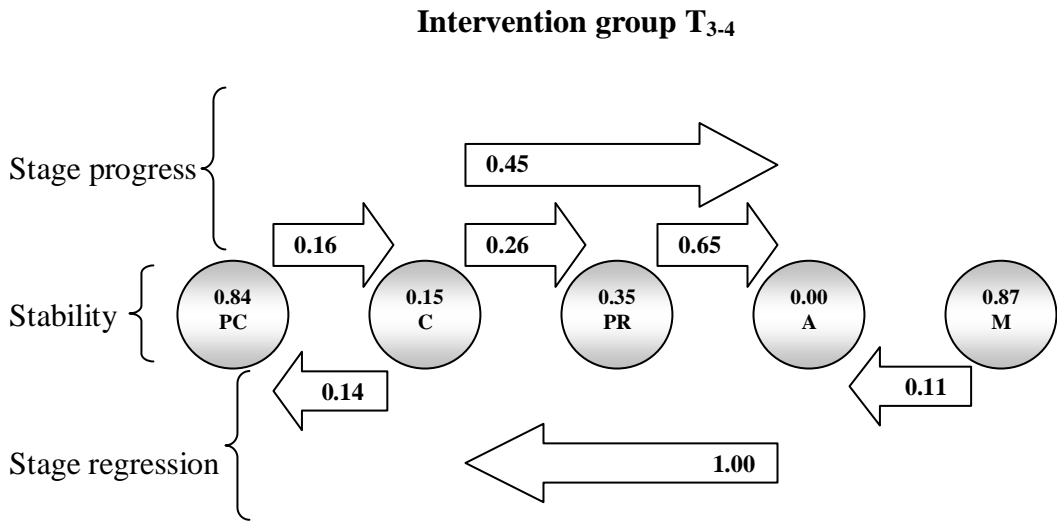 Intervention group T3-4
Stage progress
0.45
0.16
0.26
0.65
Stability
0.84
PC
0.15
C
0.35
PR
0.00
A
0.87
M
0.14
0.11
Stage regression
1.00